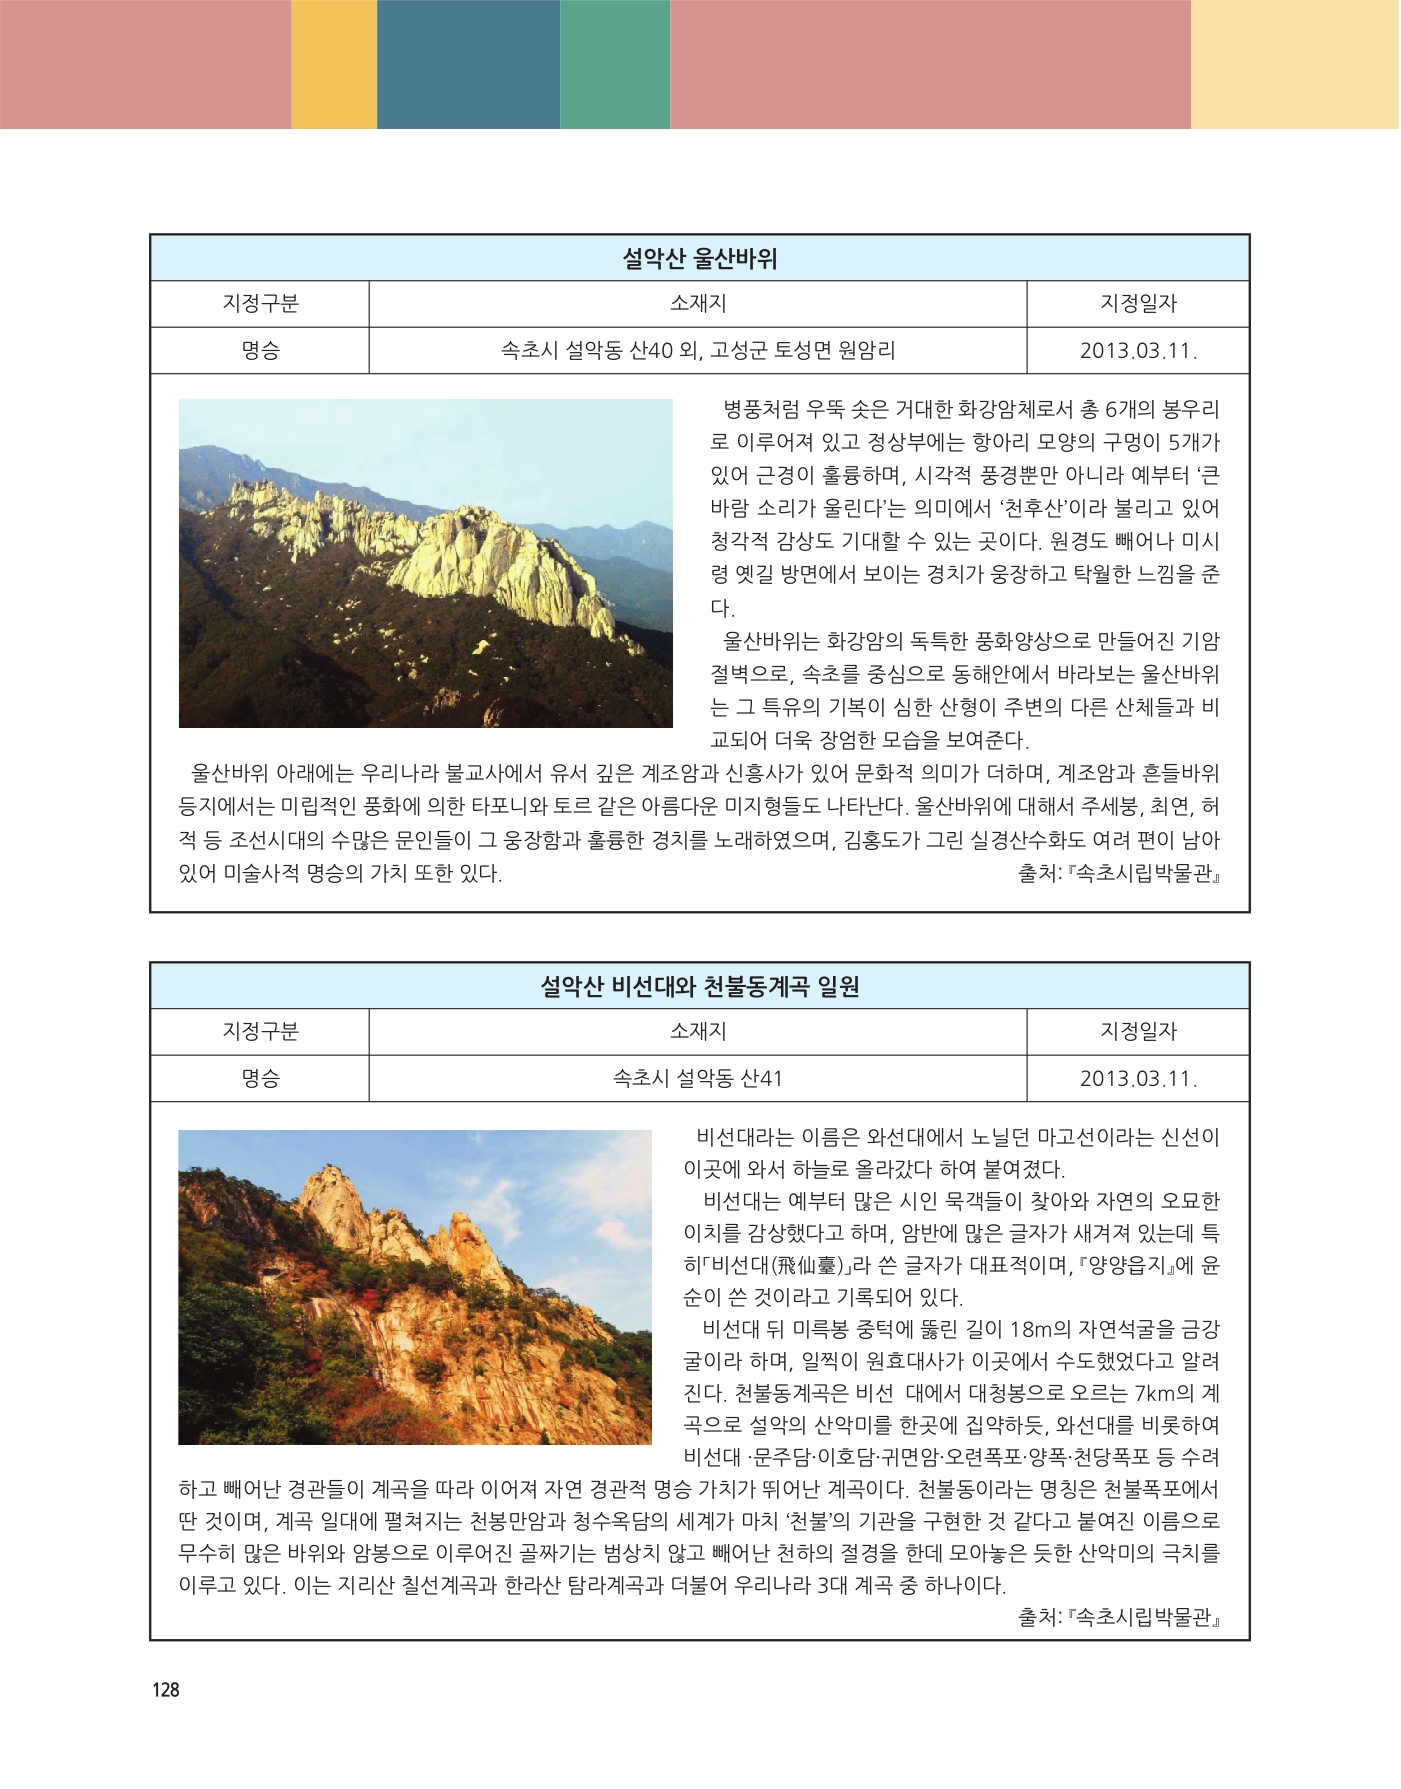 설악산 울산바위
지정구분 소재지 지정일자
명승 속초시 설악동 산40 외, 고성군 토성면 원암리 2013.03.11.
병풍처럼 우뚝 솟은 거대한 화강암체로서 총 6개의 봉우리
로 이루어져 있고 정상부에는 항아리 모양의 구멍이 5개가
있어 근경이 훌륭하며, 시각적 풍경뿐만 아니라 예부터 ‘큰
바람 소리가 울린다’는 의미에서 ‘천후산’이라 불리고 있어
청각적 감상도 기대할 수 있는 곳이다. 원경도 빼어나 미시
령 옛길 방면에서 보이는 경치가 웅장하고 탁월한 느낌을 준
다.
울산바위는 화강암의 독특한 풍화양상으로 만들어진 기암
절벽으로, 속초를 중심으로 동해안에서 바라보는 울산바위
는 그 특유의 기복이 심한 산형이 주변의 다른 산체들과 비
교되어 더욱 장엄한 모습을 보여준다.
울산바위 아래에는 우리나라 불교사에서 유서 깊은 계조암과 신흥사가 있어 문화적 의미가 더하며, 계조암과 흔들바위
등지에서는 미립적인 풍화에 의한 타포니와 토르 같은 아름다운 미지형들도 나타난다. 울산바위에 대해서 주세붕, 최연, 허
적 등 조선시대의 수많은 문인들이 그 웅장함과 훌륭한 경치를 노래하였으며, 김홍도가 그린 실경산수화도 여려 편이 남아
있어 미술사적 명승의 가치 또한 있다. 출처: 『속초시립박물관』
설악산 비선대와 천불동계곡 일원
지정구분 소재지 지정일자
명승 속초시 설악동 산41 2013.03.11.
비선대라는 이름은 와선대에서 노닐던 마고선이라는 신선이
이곳에 와서 하늘로 올라갔다 하여 붙여졌다.
비선대는 예부터 많은 시인 묵객들이 찾아와 자연의 오묘한
이치를 감상했다고 하며, 암반에 많은 글자가 새겨져 있는데 특
히「비선대(飛仙臺)」라 쓴 글자가 대표적이며, 『양양읍지』에 윤
순이 쓴 것이라고 기록되어 있다.
비선대 뒤 미륵봉 중턱에 뚫린 길이 18m의 자연석굴을 금강
굴이라 하며, 일찍이 원효대사가 이곳에서 수도했었다고 알려
진다. 천불동계곡은 비선 대에서 대청봉으로 오르는 7km의 계
곡으로 설악의 산악미를 한곳에 집약하듯, 와선대를 비롯하여
비선대 ·문주담·이호담·귀면암·오련폭포·양폭·천당폭포 등 수려
하고 빼어난 경관들이 계곡을 따라 이어져 자연 경관적 명승 가치가 뛰어난 계곡이다. 천불동이라는 명칭은 천불폭포에서
딴 것이며, 계곡 일대에 펼쳐지는 천봉만암과 청수옥담의 세계가 마치 ‘천불’의 기관을 구현한 것 같다고 붙여진 이름으로
무수히 많은 바위와 암봉으로 이루어진 골짜기는 범상치 않고 빼어난 천하의 절경을 한데 모아놓은 듯한 산악미의 극치를
이루고 있다. 이는 지리산 칠선계곡과 한라산 탐라계곡과 더불어 우리나라 3대 계곡 중 하나이다.
출처: 『속초시립박물관』
128